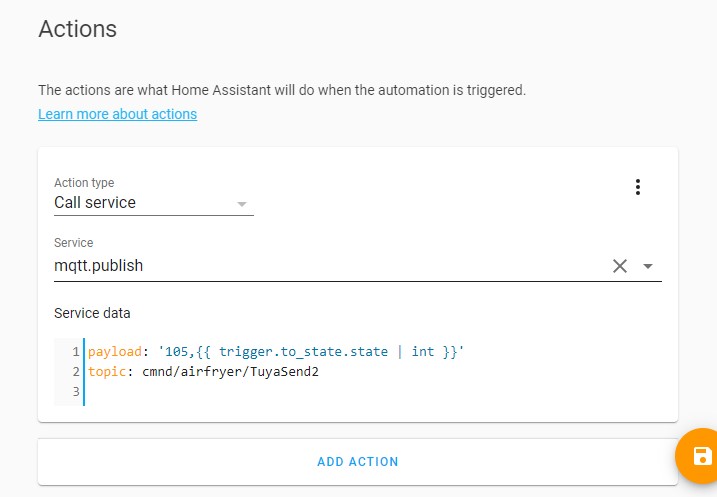 Actions
The actions are what Home Assistant will do when the automation is triggered.
Learn more about actions
Action type
Call service
Service
mqtt.publish
Service data
1 payload: '105,{{ trigger.to_state.state | int }}'
2 topic: cmnd/airfryer/TuyaSend2
3
ADD ACTION